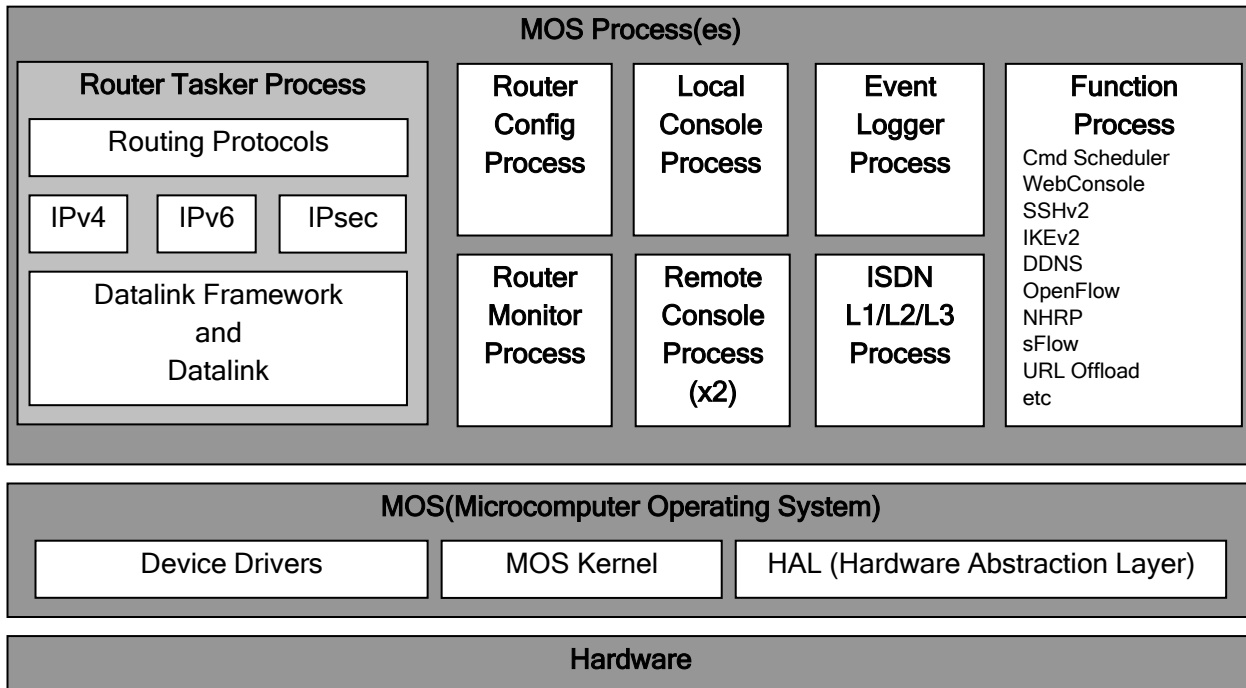 MOS Process(es)
Router Tasker Process
Routing Protocols
IPv4
IPv6
IPsec
Datalink Framework
and
Datalink
Router
Config
Process
Local
Console
Process
Event
Logger
Process
Router
Monitor
Process
Remote
Console
Process
(x2)
ISDN
L1/L2/L3
Process
Function
Process
Cmd Scheduler
WebConsole
SSHv2
IKEv2
DDNS
OpenFlow
NHRP
sFlow
URL Offload
etc
MOS(Microcomputer Operating System)
Device Drivers
MOS Kernel
HAL (Hardware Abstraction Layer)
Hardware